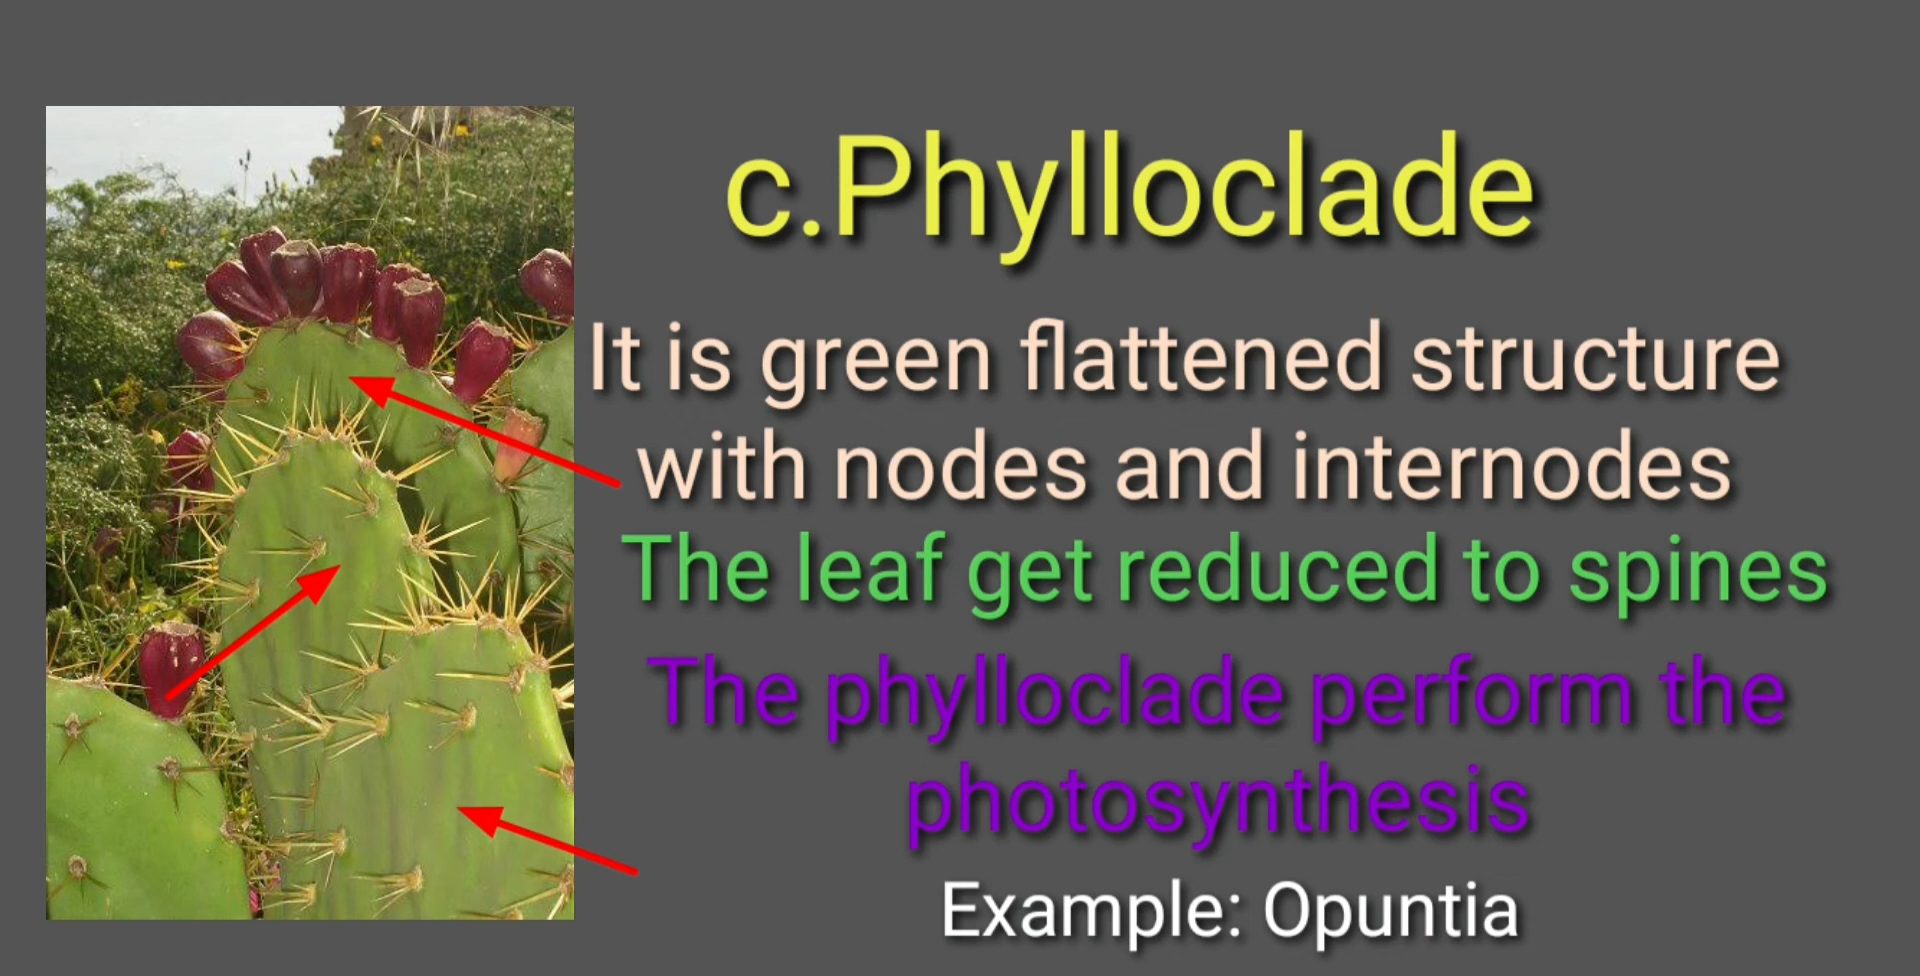 c.Phylloclade
It is green flattened structure
with nodes and internodes
The leaf get reduced to spines
The phylloclade perform the
photosynthesis
Example: Opuntia